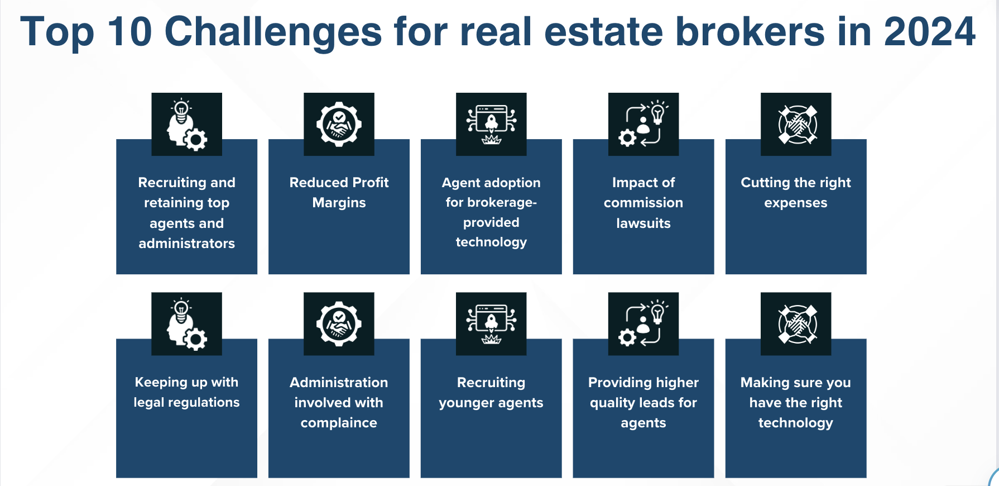 Top 10 Challenges for real estate brokers in 2024
Recruiting and
retaining top
agents and
administrators
Reduced Profit
Margins
Agent adoption
for brokerage-
provided
technology
Impact of
commission
lawsuits
Cutting the right
expenses
Keeping up with
legal regulations
Administration
involved with
complaince
Recruiting
younger agents
Providing higher
quality leads for
agents
Making sure you
have the right
technology